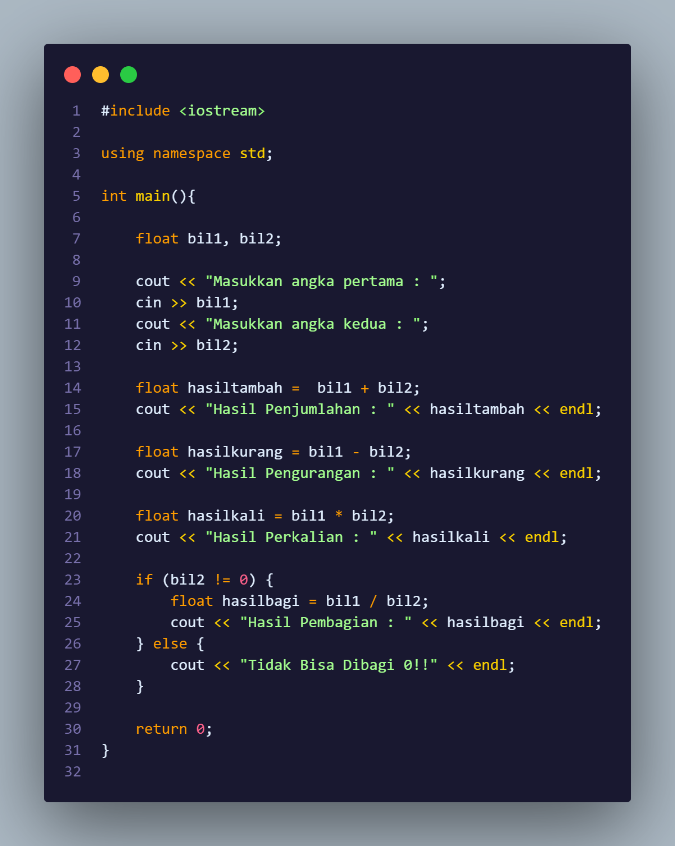 1 #include <iostream>
2
3 using namespace std;
4
5 int main(){
6
7     float bil1, bil2;
8
9     cout << "Masukkan angka pertama : ";
10     cin >> bil1;
11     cout << "Masukkan angka kedua : ";
12     cin >> bil2;
13
14     float hasiltambah =  bil1 + bil2;
15     cout << "Hasil Penjumlahan : " << hasiltambah << endl;
16
17     float hasilkurang = bil1 - bil2;
18     cout << "Hasil Pengurangan : " << hasilkurang << endl;
19
20     float hasilkali = bil1 * bil2;
21     cout << "Hasil Perkalian : " << hasilkali << endl;
22
23     if (bil2 != 0) {
24         float hasilbagi = bil1 / bil2;
25         cout << "Hasil Pembagian : " << hasilbagi << endl;
26     } else {
27         cout << "Tidak Bisa Dibagi 0!!" << endl;
28     }
29
30     return 0;
31 }
32